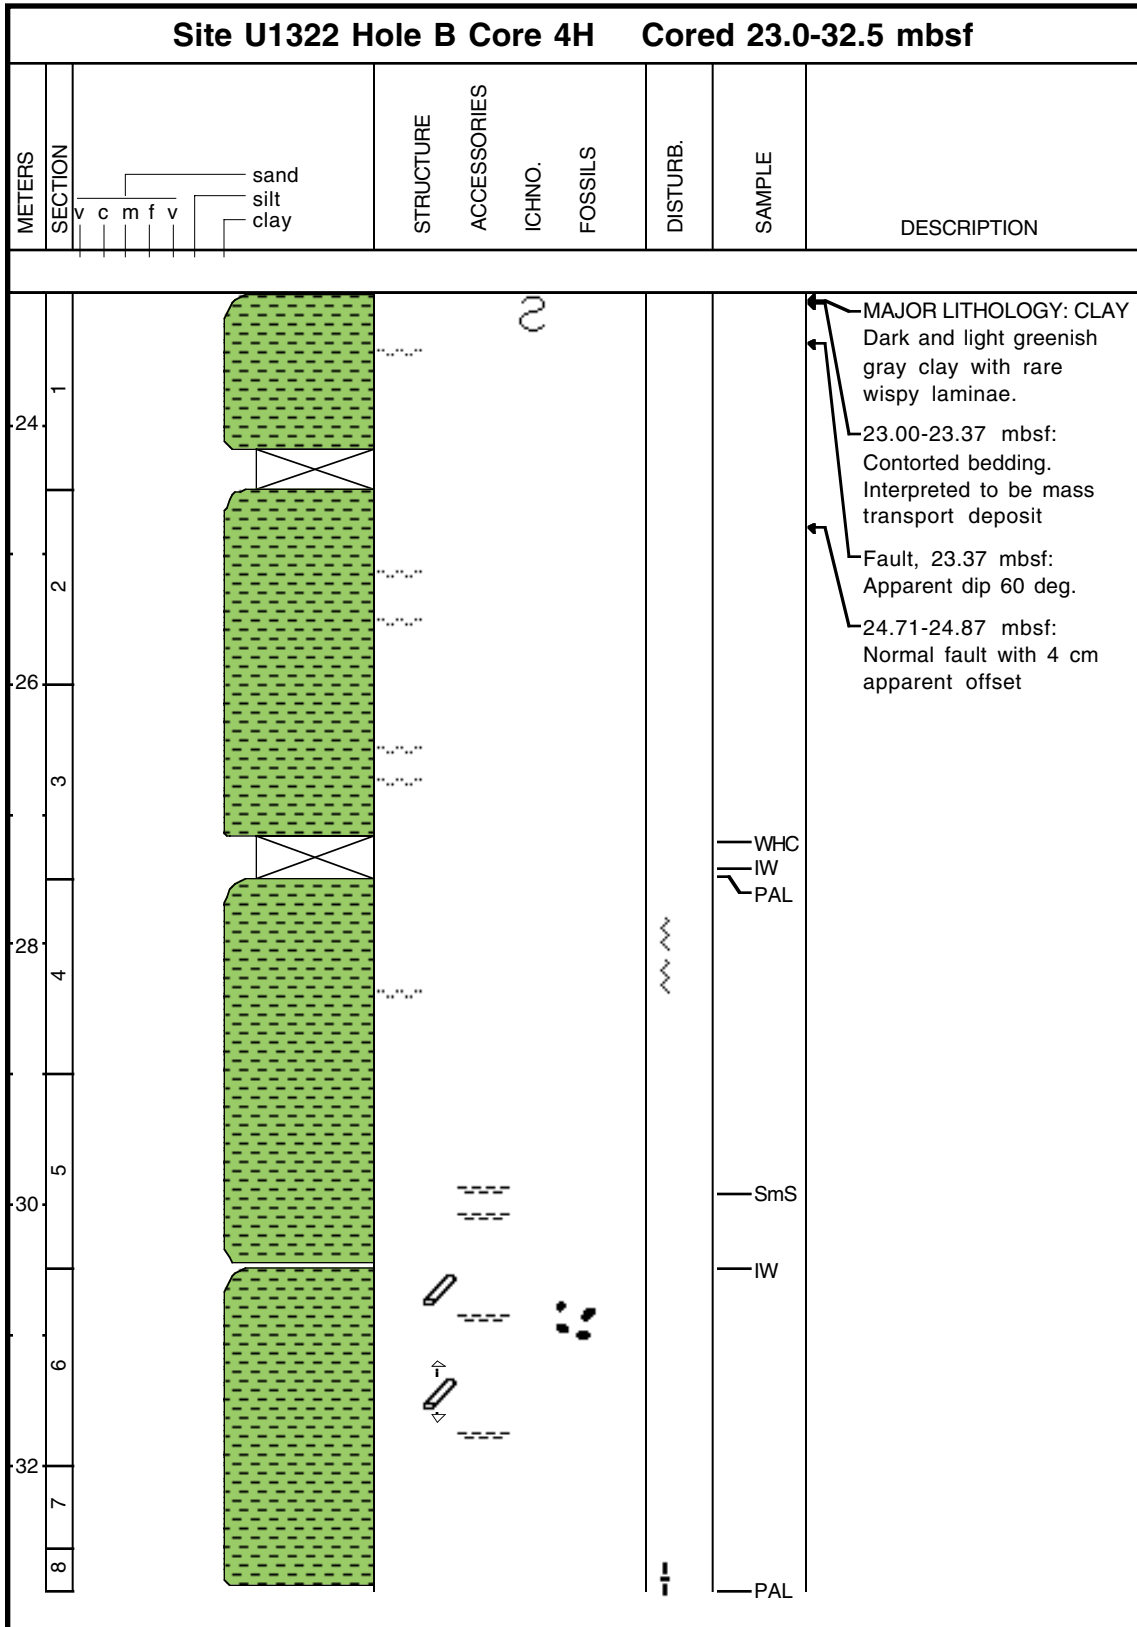 Site U1322 Hole B Core 4H Cored 23.0-32.5 mbsf
METERS
SECTION
v c m f v
sand
silt
clay
STRUCTURE
ACCESSORIES
ICHNO.
FOSSILS
DISTURB.
SAMPLE
DESCRIPTION
1
24
2
26
3
28
4
5
30
6
32
7
8
WHC
IW
PAL
SmS
IW
PAL
MAJOR LITHOLOGY: CLAY
Dark and light greenish
gray clay with rare
wispy laminae.
23.00-23.37 mbsf:
Contorted bedding.
Interpreted to be mass
transport deposit
Fault, 23.37 mbsf:
Apparent dip 60 deg.
24.71-24.87 mbsf:
Normal fault with 4 cm
apparent offset